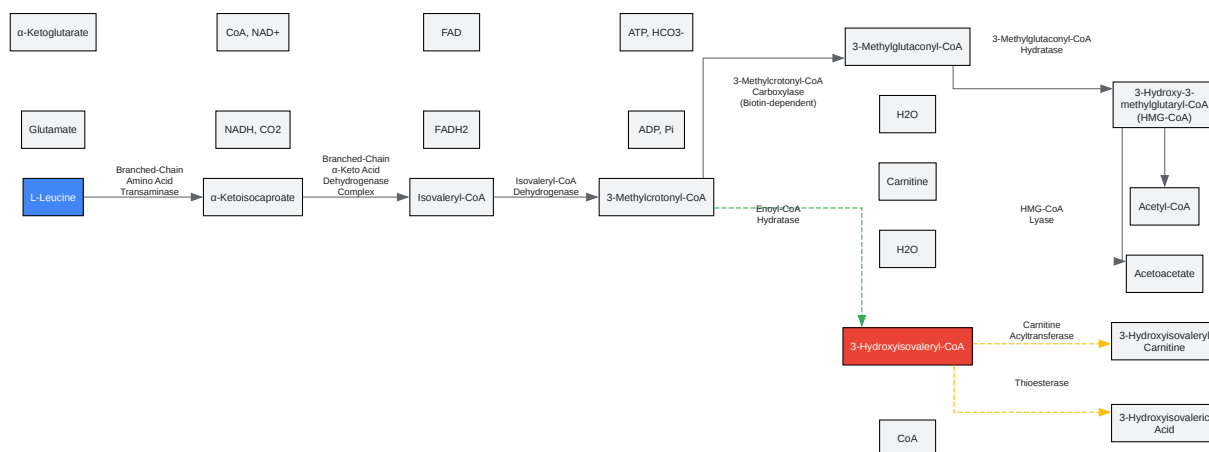 α-Ketoglutarate
CoA, NAD+
FAD
ATP, HCO3-
3-Methylglutaconyl-CoA
3-Methylglutaconyl-CoA
Hydratase
3-Methylcrotonyl-CoA
Carboxylase
(Biotin-dependent)
3-Hydroxy-3-
methylglutaryl-CoA
(HMG-CoA)
Glutamate
NADH, CO2
FADH2
ADP, Pi
H2O
L-Leucine
Branched-Chain
Amino Acid
Transaminase
α-Ketoisocaproate
Branched-Chain
α-Keto Acid
Dehydrogenase
Complex
Isovaleryl-CoA
Isovaleryl-CoA
Dehydrogenase
3-Methylcrotonyl-CoA
Carnitine
Enoyl-CoA
Hydratase
HMG-CoA
Lyase
Acetyl-CoA
H2O
Acetoacetate
3-Hydroxyisovaleryl-CoA
Carnitine
Acyltransferase
3-Hydroxyisovaleryl
Carnitine
Thioesterase
3-Hydroxyisovaleric
Acid
CoA